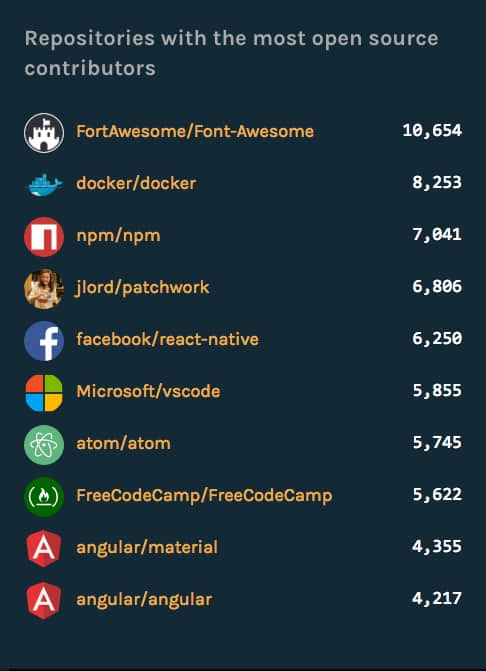 Repositories with the most open source
contributors
FortAwesome/Font-Awesome 10,654
docker/docker 8,253
npm/npm 7,041
jlord/patchwork 6,806
facebook/react-native 6,250
Microsoft/vscode 5,855
atom/atom 5,745
FreeCodeCamp/FreeCodeCamp 5,622
angular/material 4,355
angular/angular 4,217